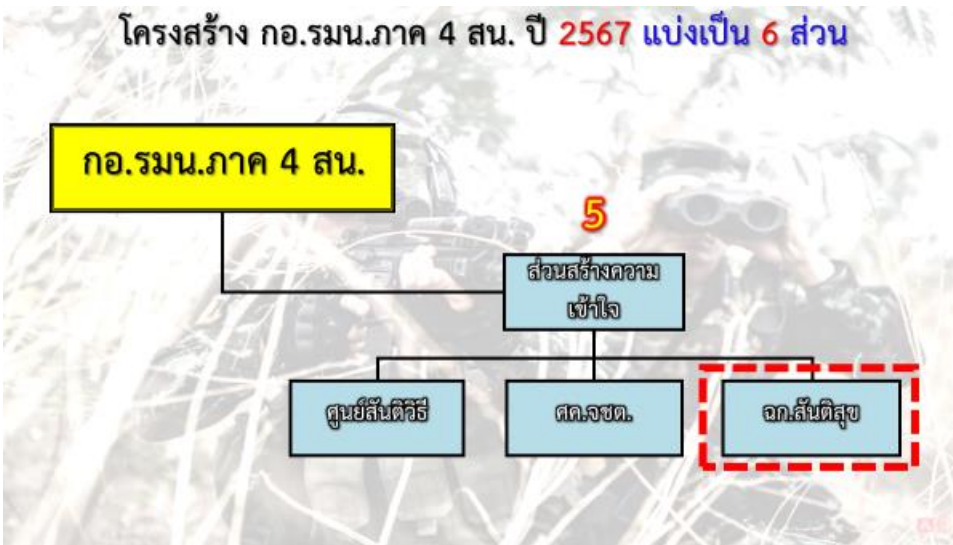 โครงสร้าง กอ.รมน.ภาค 4 สน. ปี 2567 แบ่งเป็น 6 ส่วน
กอ.รมน.ภาค 4 สน.
5
ส่วนสร้างความ
เข้าใจ
ศูนย์สันติวิธี
ศค.จชต.
ฉก.สันติสุข